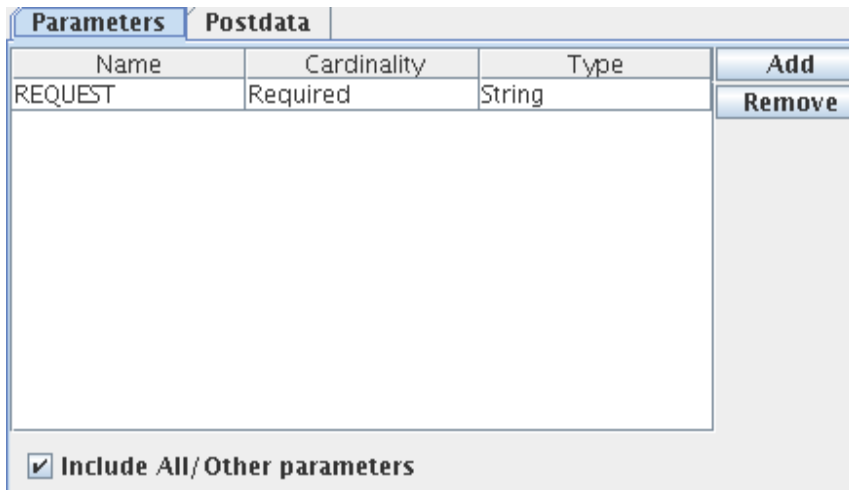 Parameters Postdata
Name Cardinality Type Add
REQUEST Required String Remove
Include All/Other parameters